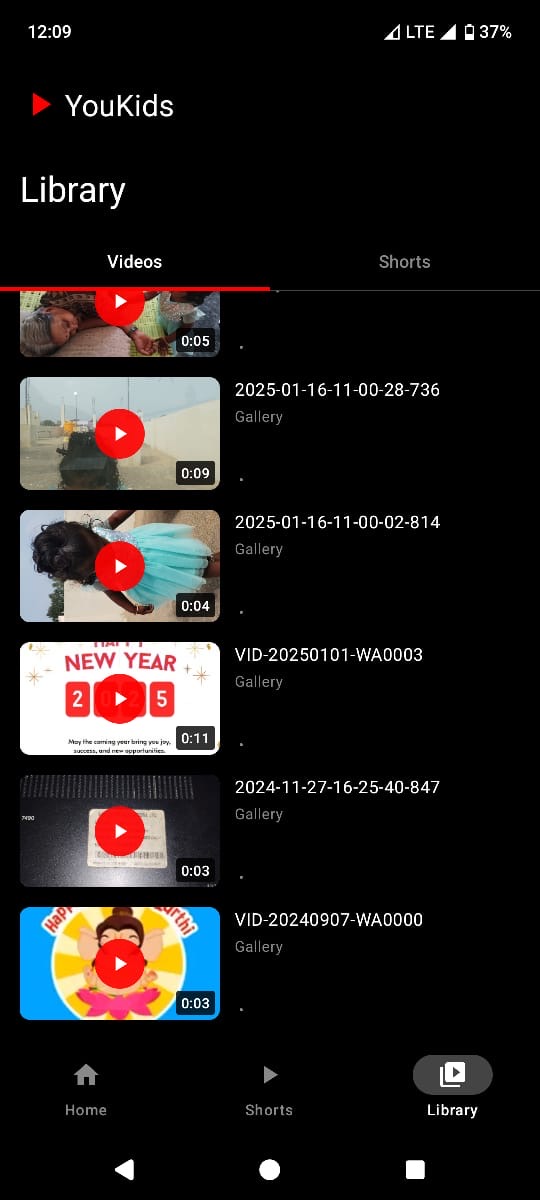 12:09
LTE 37%
YouKids
Library
Videos
Shorts
0:05
2025-01-16-11-00-28-736
Gallery
0:09
2025-01-16-11-00-02-814
Gallery
0:04
VID-20250101-WA0003
Gallery
NEW YEAR
2 2 5
May the coming year bring you joy,
success, and new opportunities.
0:11
2024-11-27-16-25-40-847
Gallery
7490
0:03
VID-20240907-WA0000
Gallery
0:03
Home
Shorts
Library